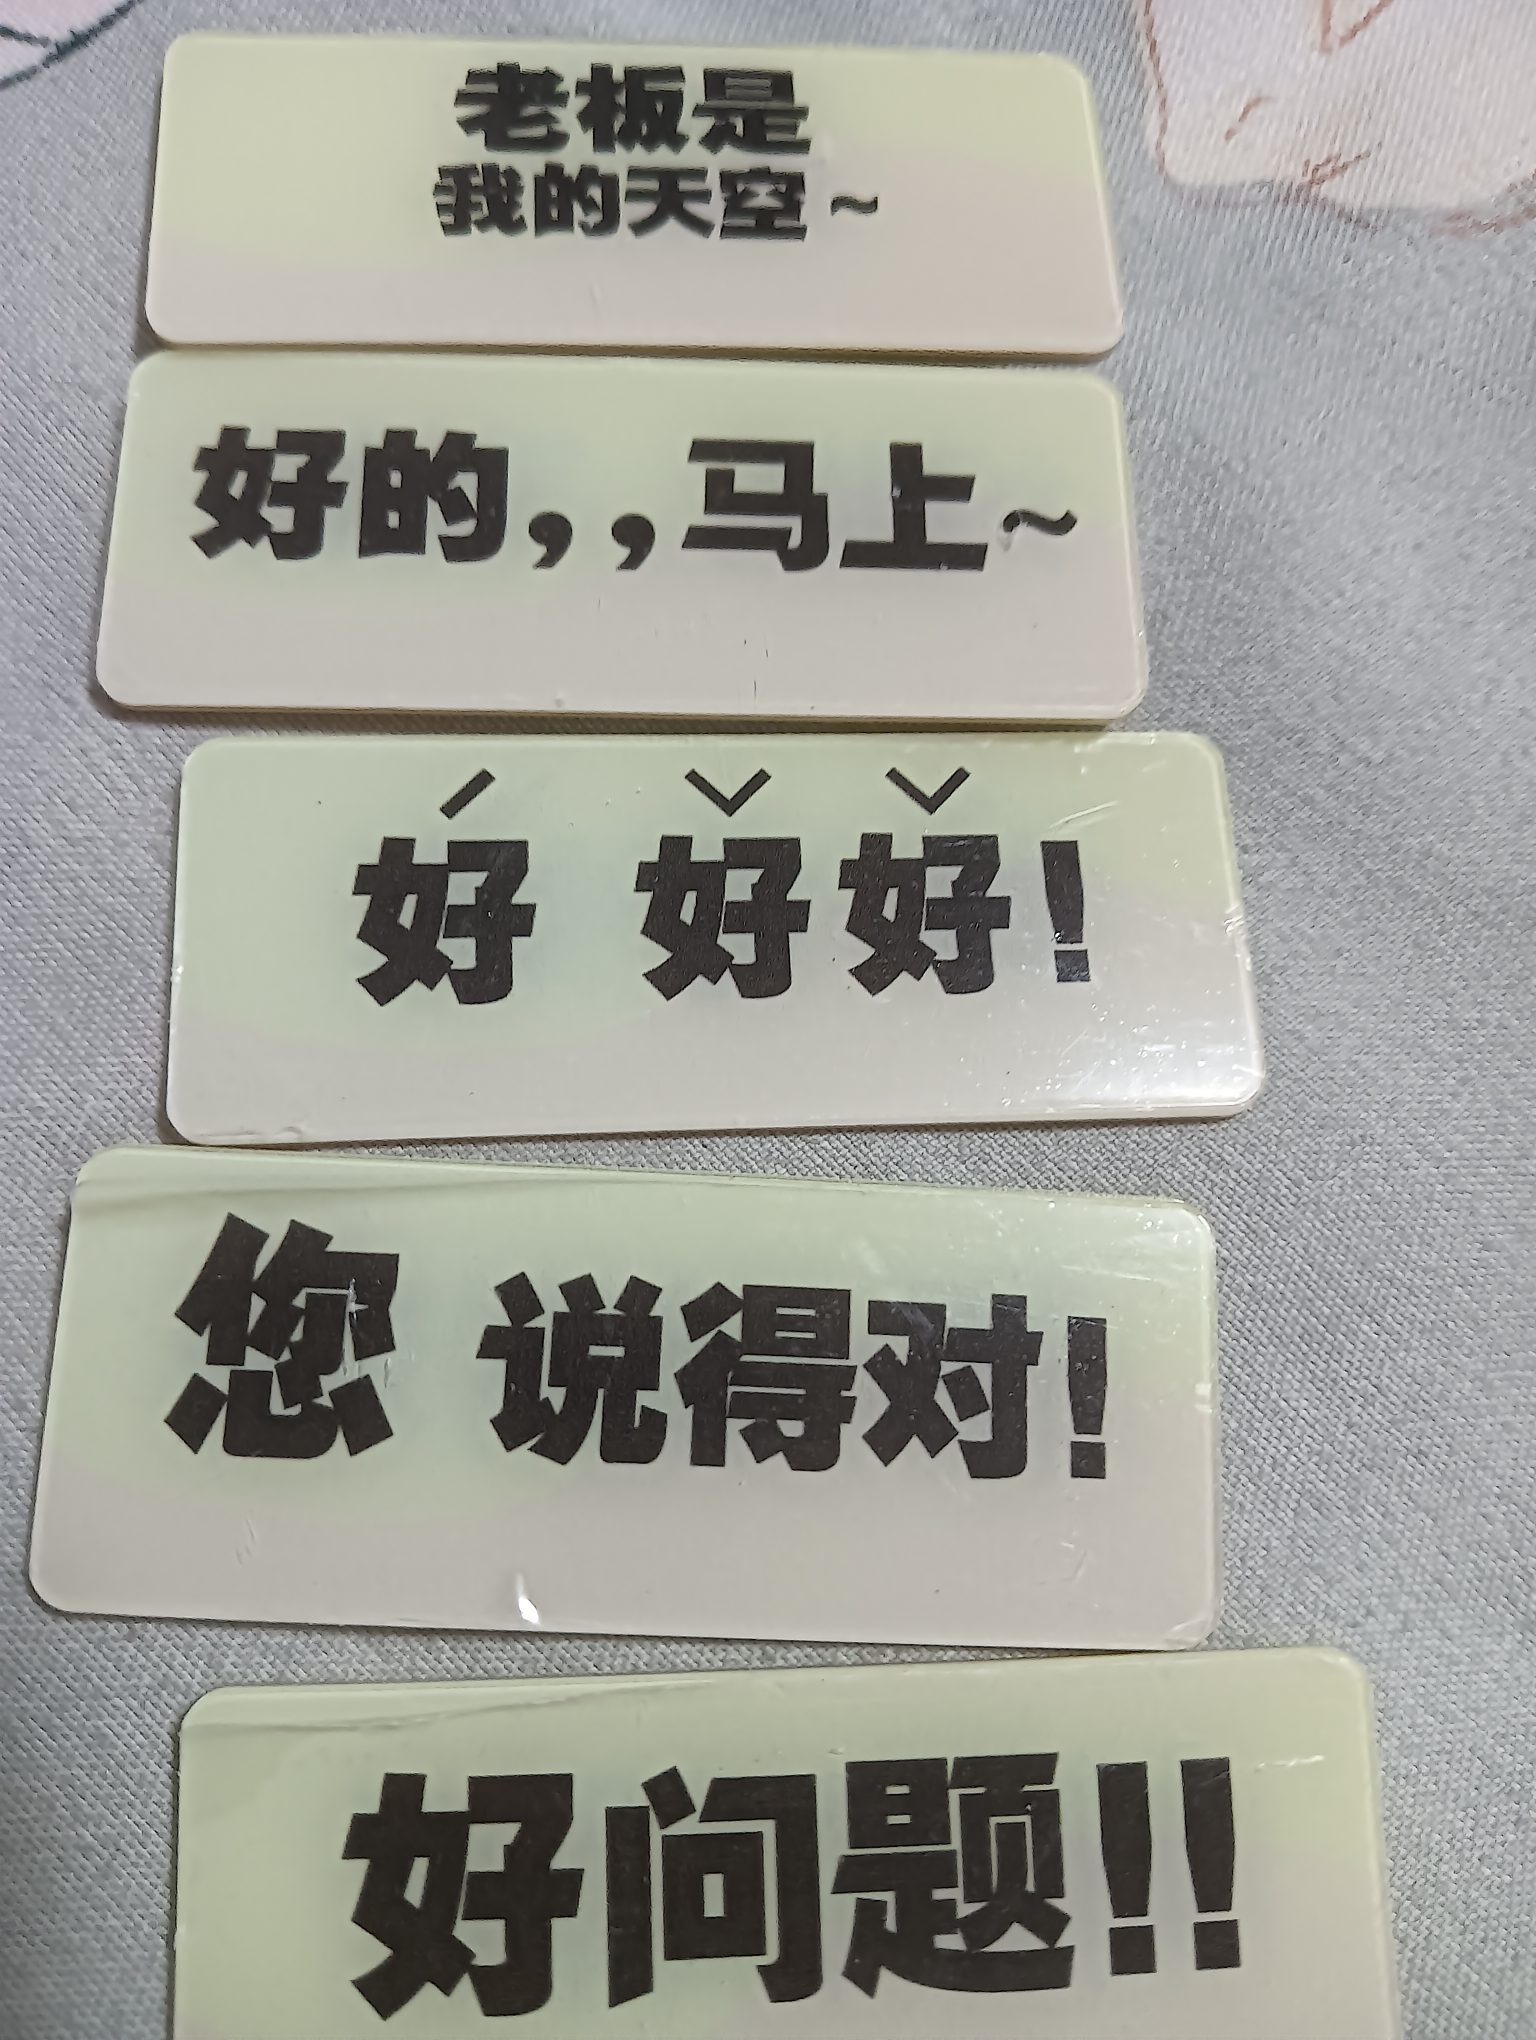 老板是
我的天空~
好的,,马上~
ˊ ˇ ˇ
好 好好!
您 说得对!
好问题!!